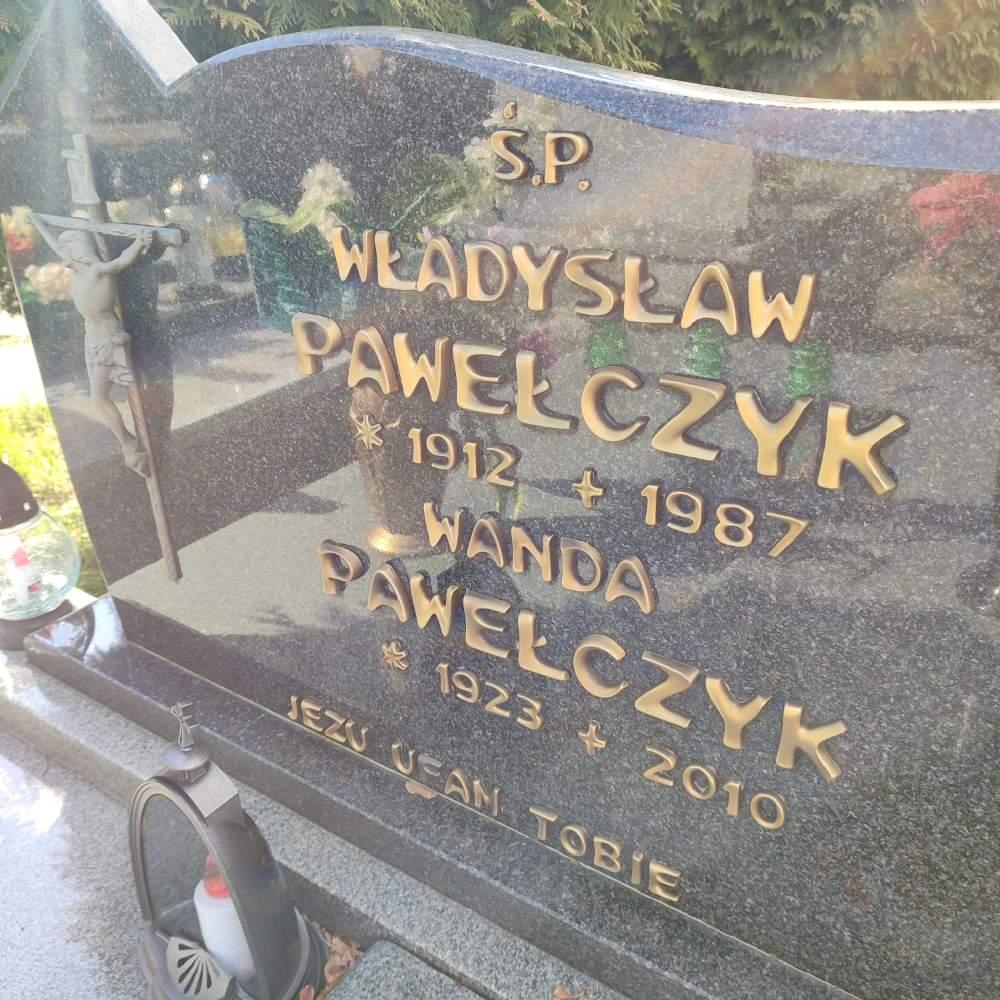 Ś.P.
WŁADYSŁAW
PAWEŁCZYK
* 1912 + 1987
WANDA
PAWEŁCZYK
* 1923 + 2010
JEZU UFAM TOBIE